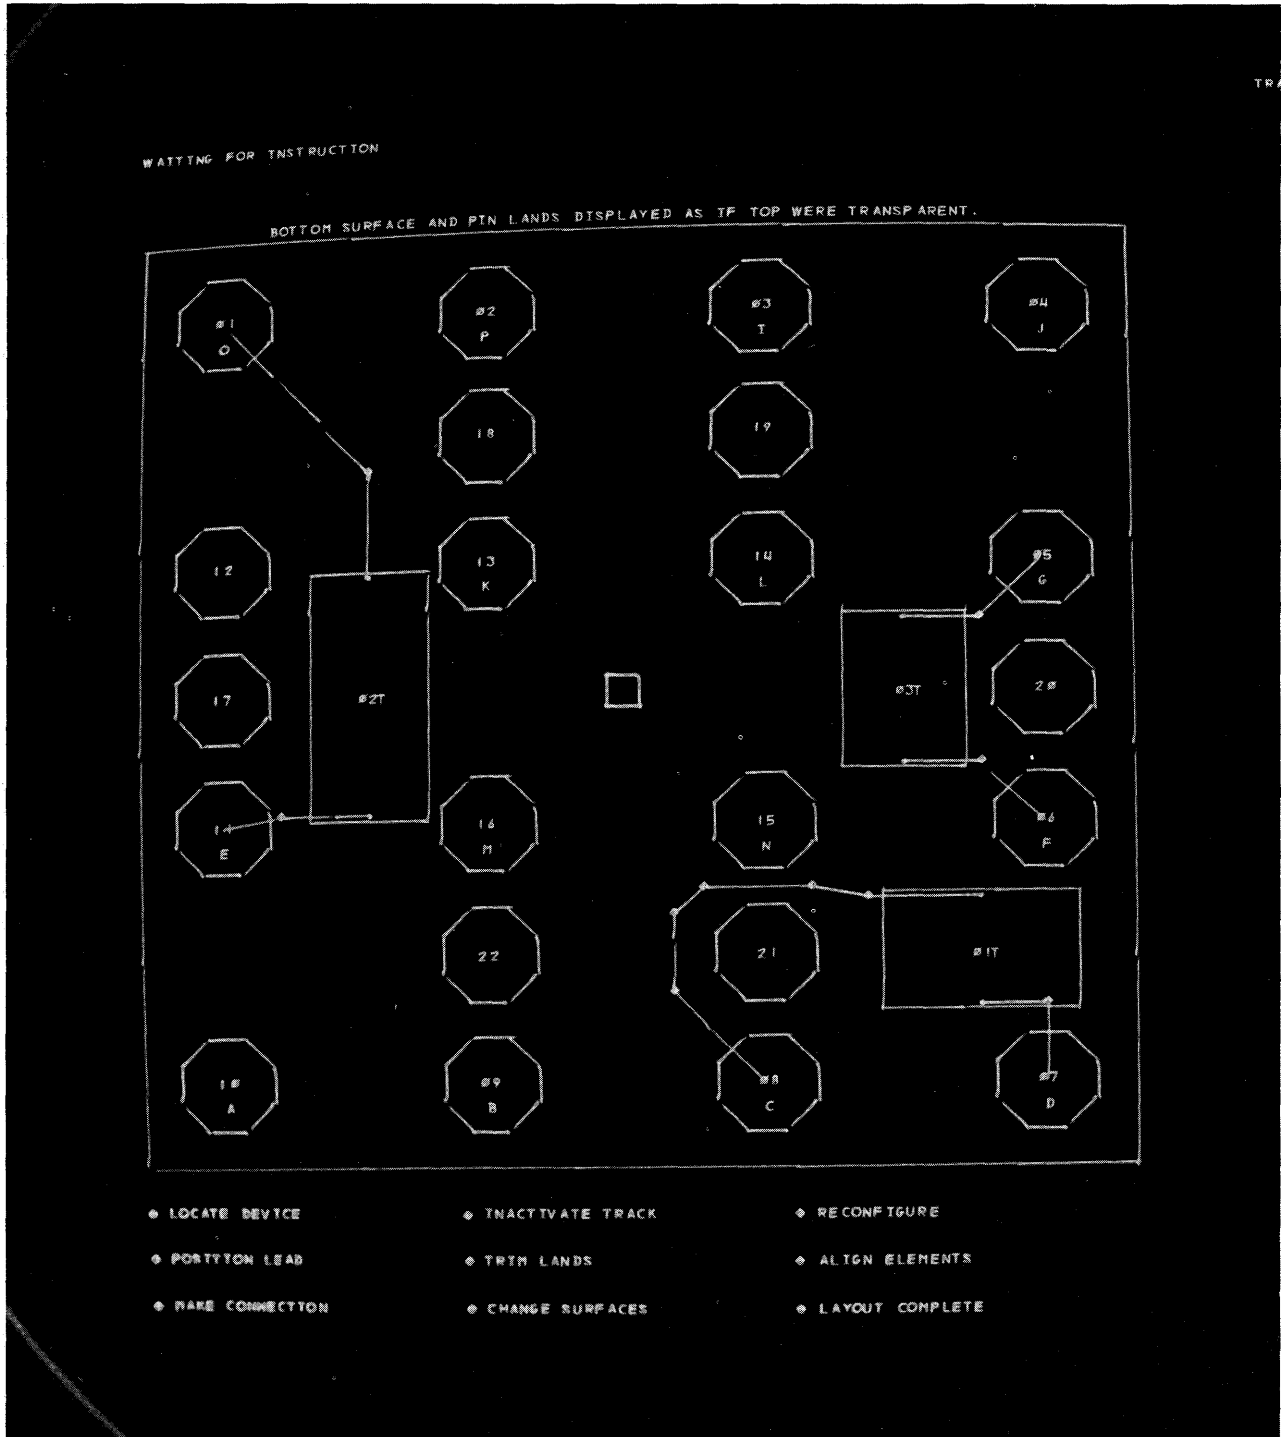 TRA
WAITING FOR INSTRUCTION
BOTTOM SURFACE AND PIN LANDS DISPLAYED AS IF TOP WERE TRANSPARENT.
Ø1 Ø2 Ø3 Ø4
O P I J
18 19
12 13 14 Ø5
K L G
17 Ø2T Ø3T 2Ø
11 16 15 Ø6
E M N F
22 21 Ø1T
1Ø Ø9 Ø8 Ø7
A B C D
LOCATE DEVICE INACTIVATE TRACK RECONFIGURE
POSITION LEAD TRIM LANDS ALIGN ELEMENTS
MAKE CONNECTION CHANGE SURFACES LAYOUT COMPLETE